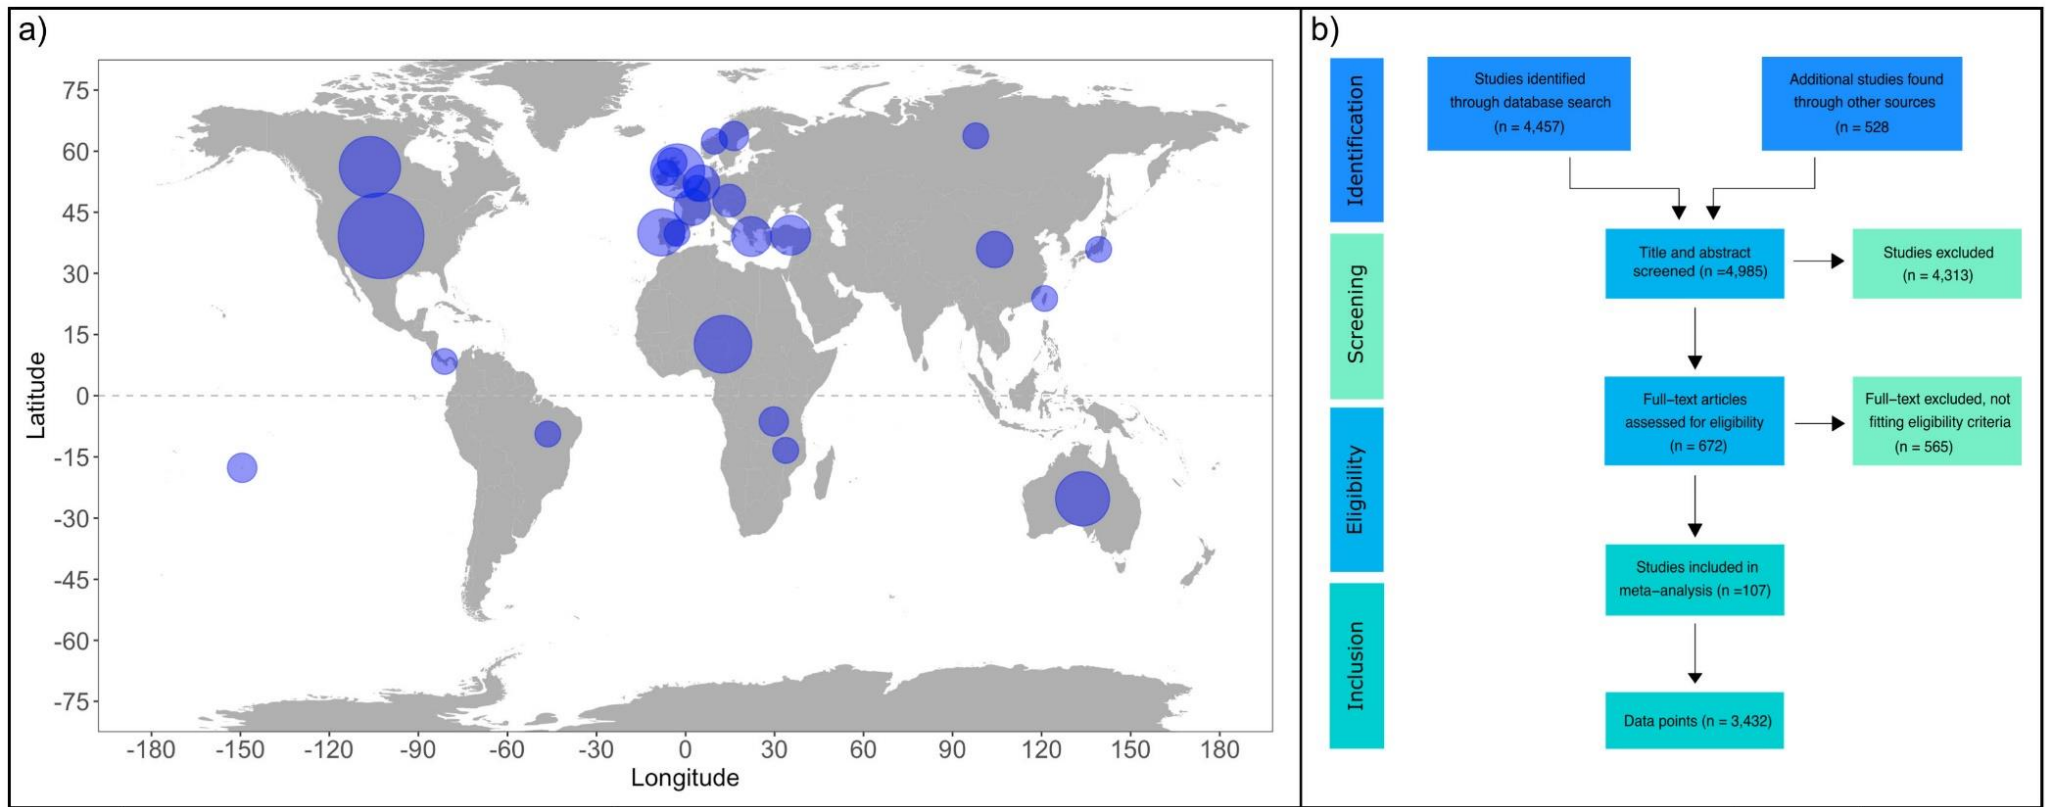 a)
75
60
45
30
15
0
-15
-30
-45
-60
-75
Latitude
-180 -150 -120 -90 -60 -30 0 30 60 90 120 150 180
Longitude
b)
Identification
Screening
Eligibility
Inclusion
Studies identified
through database search
(n = 4,457)
Additional studies found
through other sources
(n = 528
Title and abstract
screened (n =4,985)
Studies excluded
(n = 4,313)
Full-text articles
assessed for eligibility
(n = 672)
Full-text excluded, not
fitting eligibility criteria
(n = 565)
Studies included in
meta-analysis (n =107)
Data points (n = 3,432)